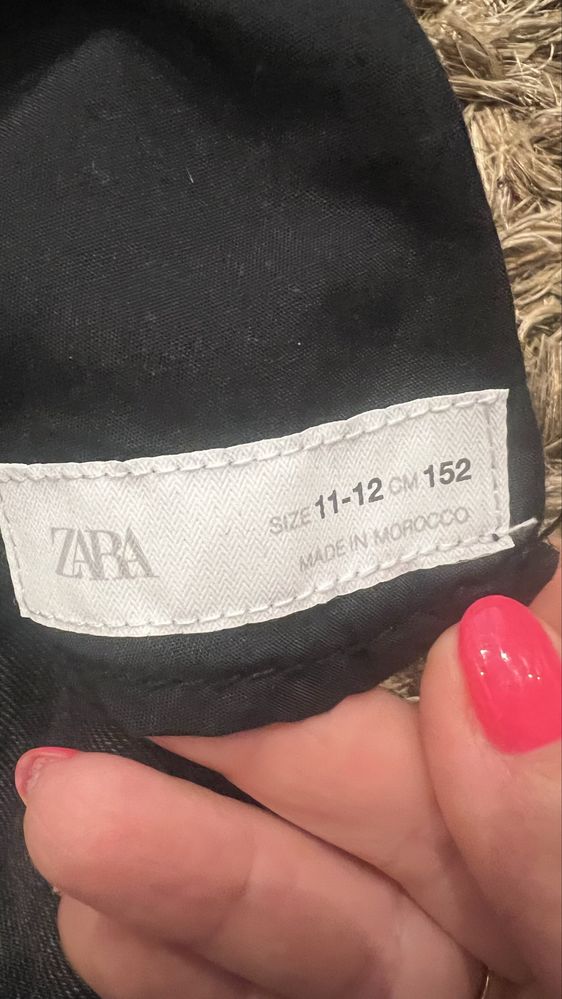 ZARA
SIZE 11-12 CM 152
MADE IN MOROCCO